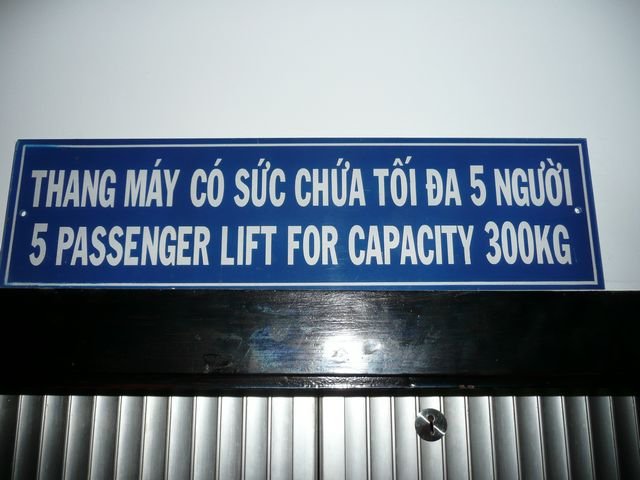 THANG MÁY CÓ SỨC CHỨA TỐI ĐA 5 NGƯỜI
5 PASSENGER LIFT FOR CAPACITY 300KG